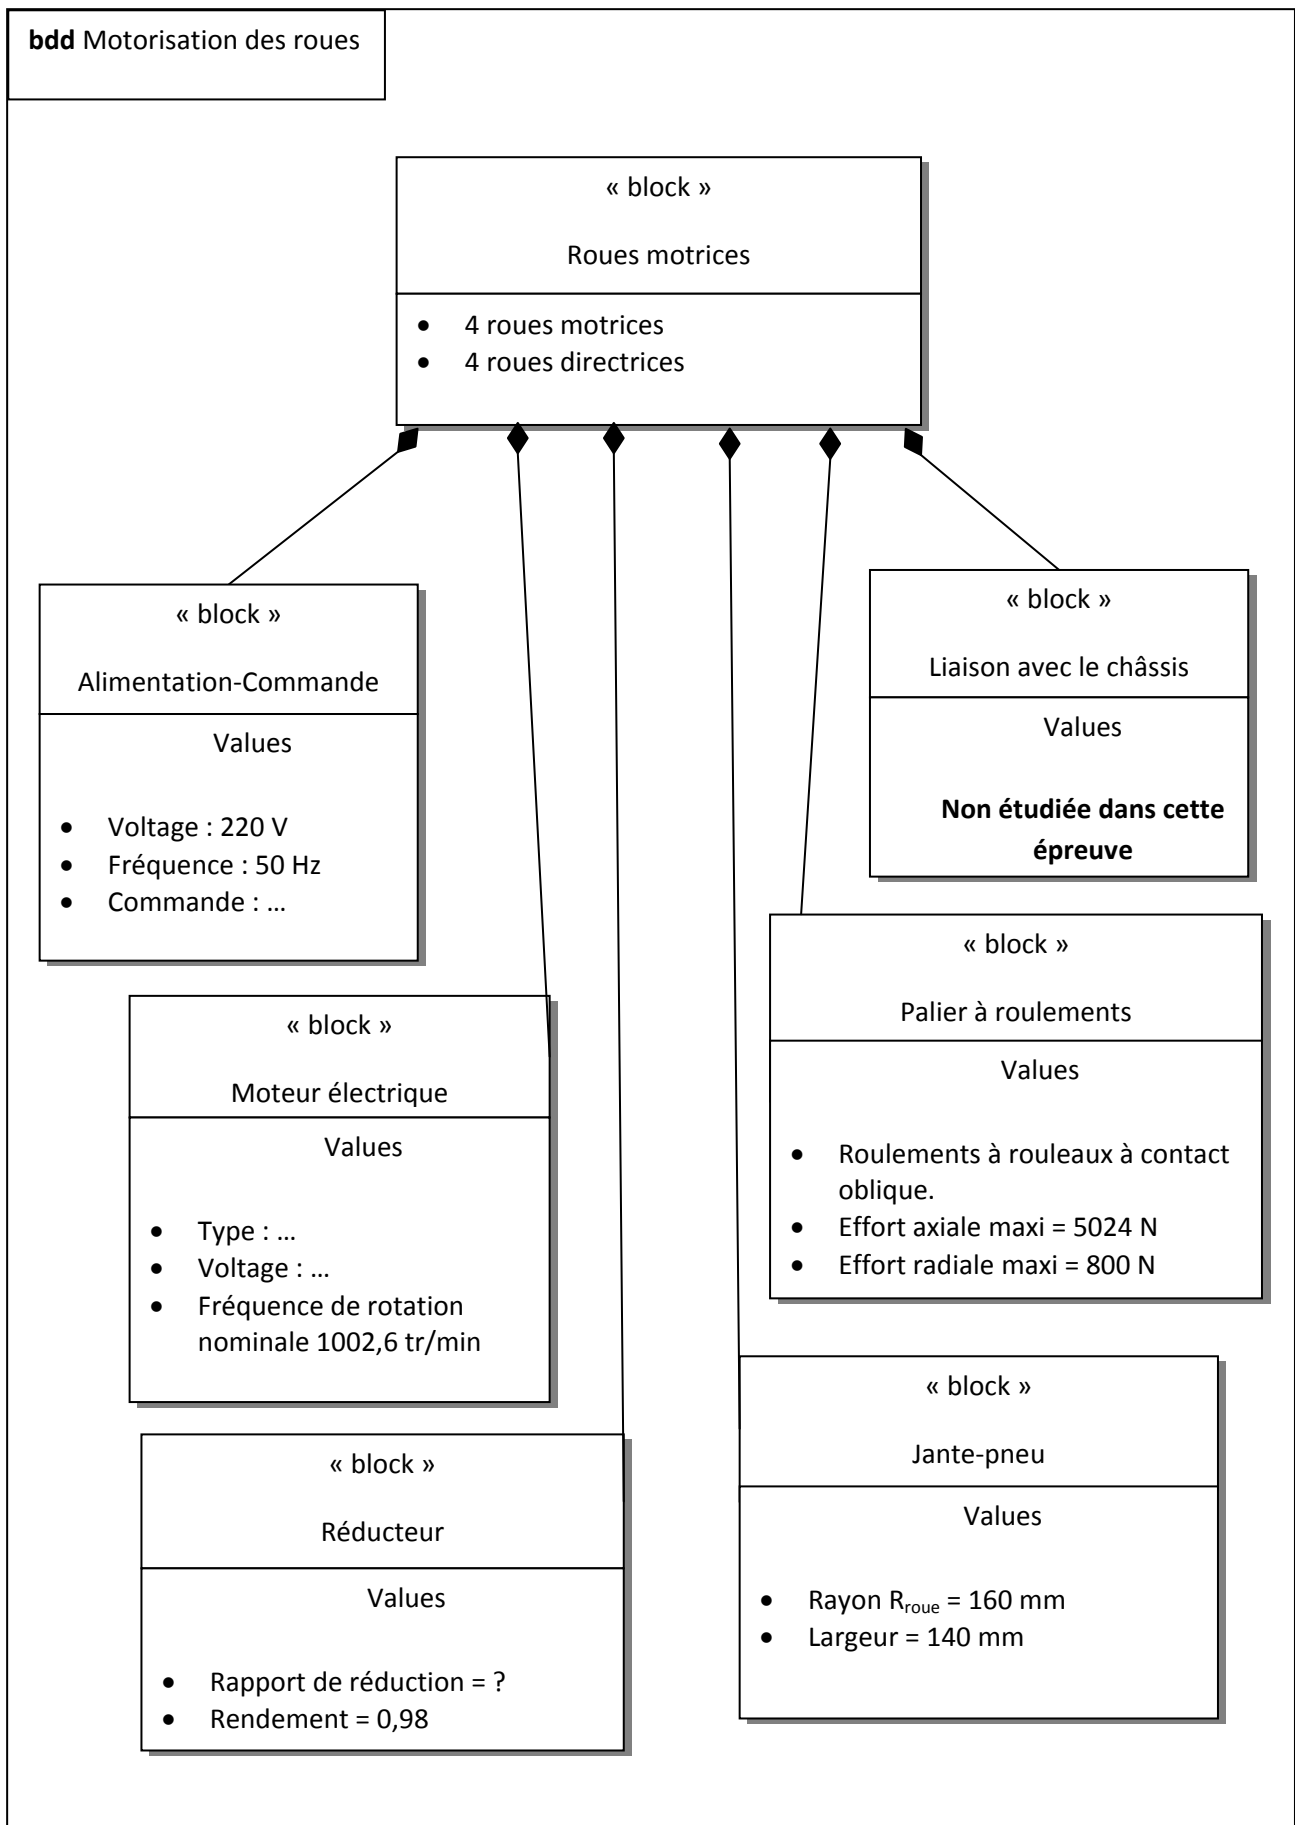 bdd Motorisation des roues
« block »
Roues motrices
• 4 roues motrices
• 4 roues directrices
« block »
Alimentation-Commande
Values
• Voltage : 220 V
• Fréquence : 50 Hz
• Commande : ...
« block »
Liaison avec le châssis
Values
Non étudiée dans cette
épreuve
« block »
Moteur électrique
Values
• Type : ...
• Voltage : ...
• Fréquence de rotation
nominale 1002,6 tr/min
« block »
Palier à roulements
Values
• Roulements à rouleaux à contact
oblique.
• Effort axiale maxi = 5024 N
• Effort radiale maxi = 800 N
« block »
Réducteur
Values
• Rapport de réduction = ?
• Rendement = 0,98
« block »
Jante-pneu
Values
• Rayon Rroue = 160 mm
• Largeur = 140 mm